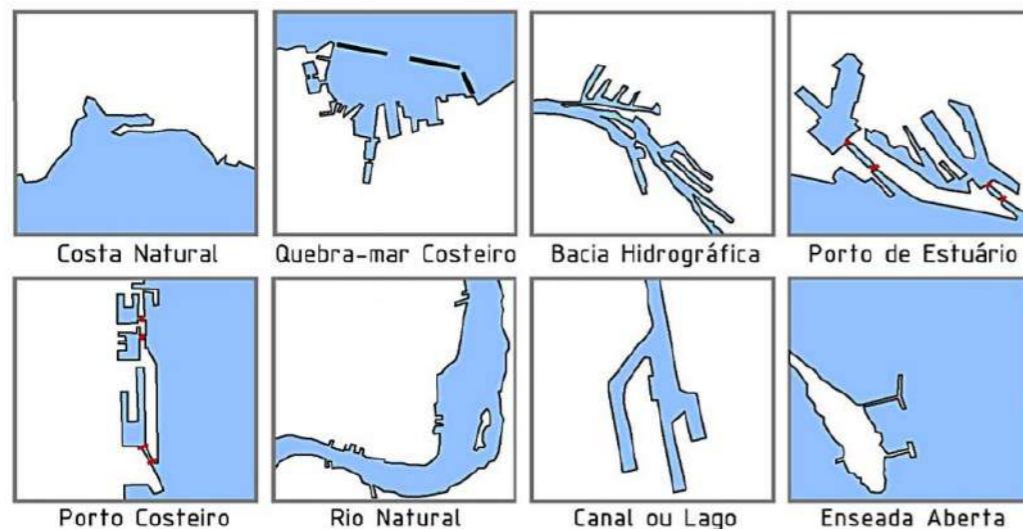 Costa Natural
Quebra-mar Costeiro
Bacia Hidrográfica
Porto de Estuário
Porto Costeiro
Rio Natural
Canal ou Lago
Enseada Aberta